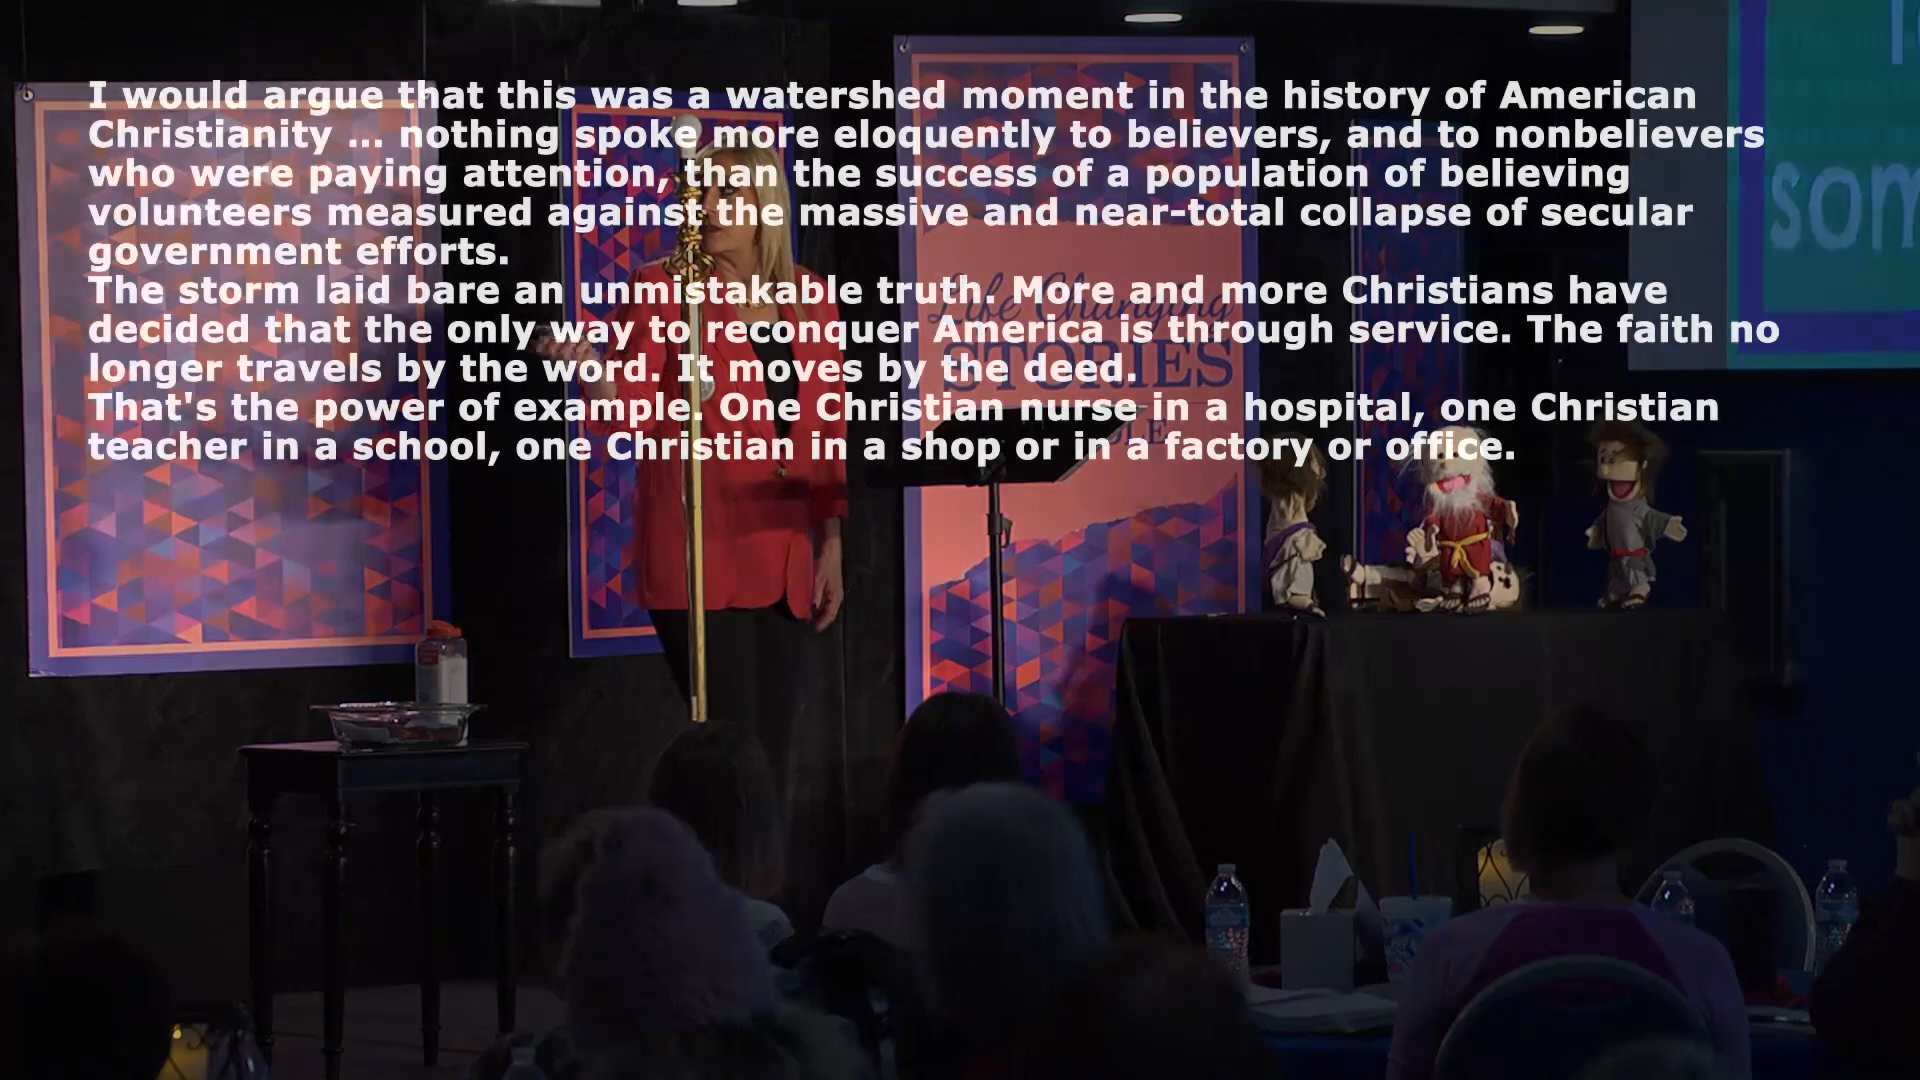 I would argue that this was a watershed moment in the history of American
Christianity ... nothing spoke more eloquently to believers, and to nonbelievers
who were paying attention, than the success of a population of believing
volunteers measured against the massive and near-total collapse of secular
government efforts.
The storm laid bare an unmistakable truth. More and more Christians have
decided that the only way to reconquer America is through service. The faith no
longer travels by the word. It moves by the deed.
That's the power of example. One Christian nurse in a hospital, one Christian
teacher in a school, one Christian in a shop or in a factory or office.
Life Changing
STORIES
som